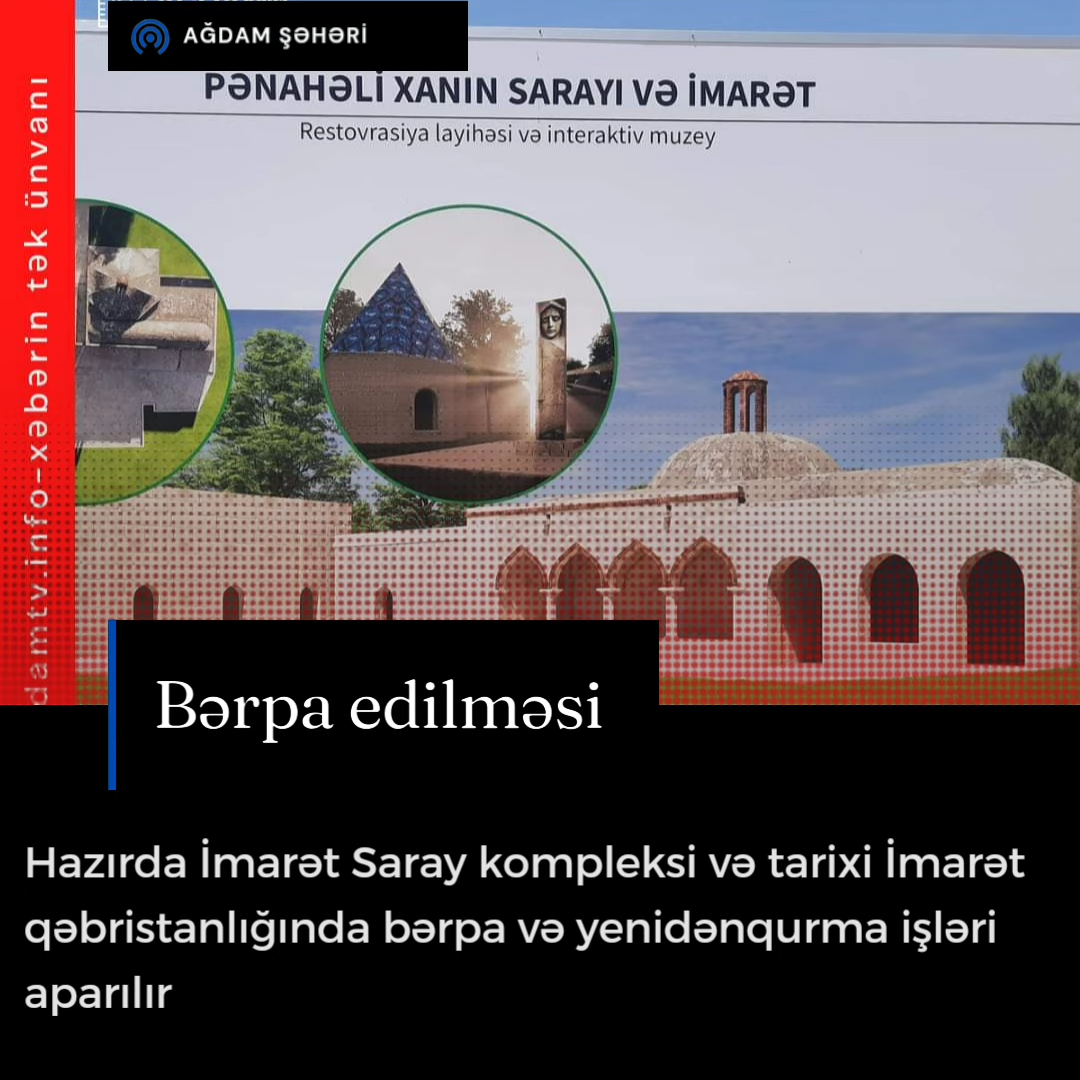 AĞDAM ŞƏHƏRİ
PƏNAHƏLİ XANIN SARAYI VƏ İMARƏT
Restovrasiya layihəsi və interaktiv muzey
damtv.info-xəbərin tək ünvanı
Bərpa edilməsi
Hazırda İmarət Saray kompleksi və tarixi İmarət
qəbristanlığında bərpa və yenidənqurma işləri
aparılır